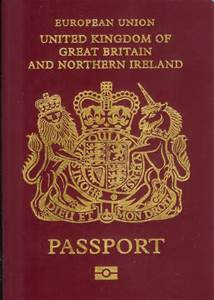 EUROPEAN UNION
UNITED KINGDOM OF
GREAT BRITAIN
AND NORTHERN IRELAND
DIEU ET MON DROIT
PASSPORT